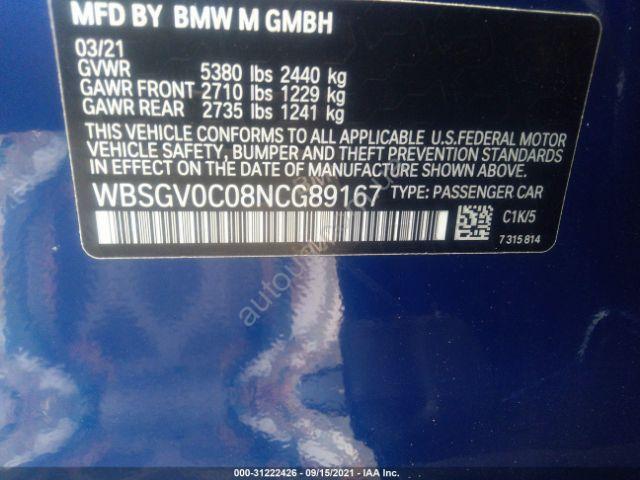 MFD BY BMW M GMBH
03/21
GVWR 5380 lbs 2440 kg
GAWR FRONT 2710 lbs 1229 kg
GAWR REAR 2735 lbs 1241 kg
THIS VEHICLE CONFORMS TO ALL APPLICABLE U.S.FEDERAL MOTOR
VEHICLE SAFETY, BUMPER AND THEFT PREVENTION STANDARDS
IN EFFECT ON THE DATE OF MANUFACTURE SHOWN ABOVE.
WBSGV0C08NCG89167 TYPE: PASSENGER CAR
C1K/5
7 315 814
000-31222426 - 09/15/2021 - IAA Inc.